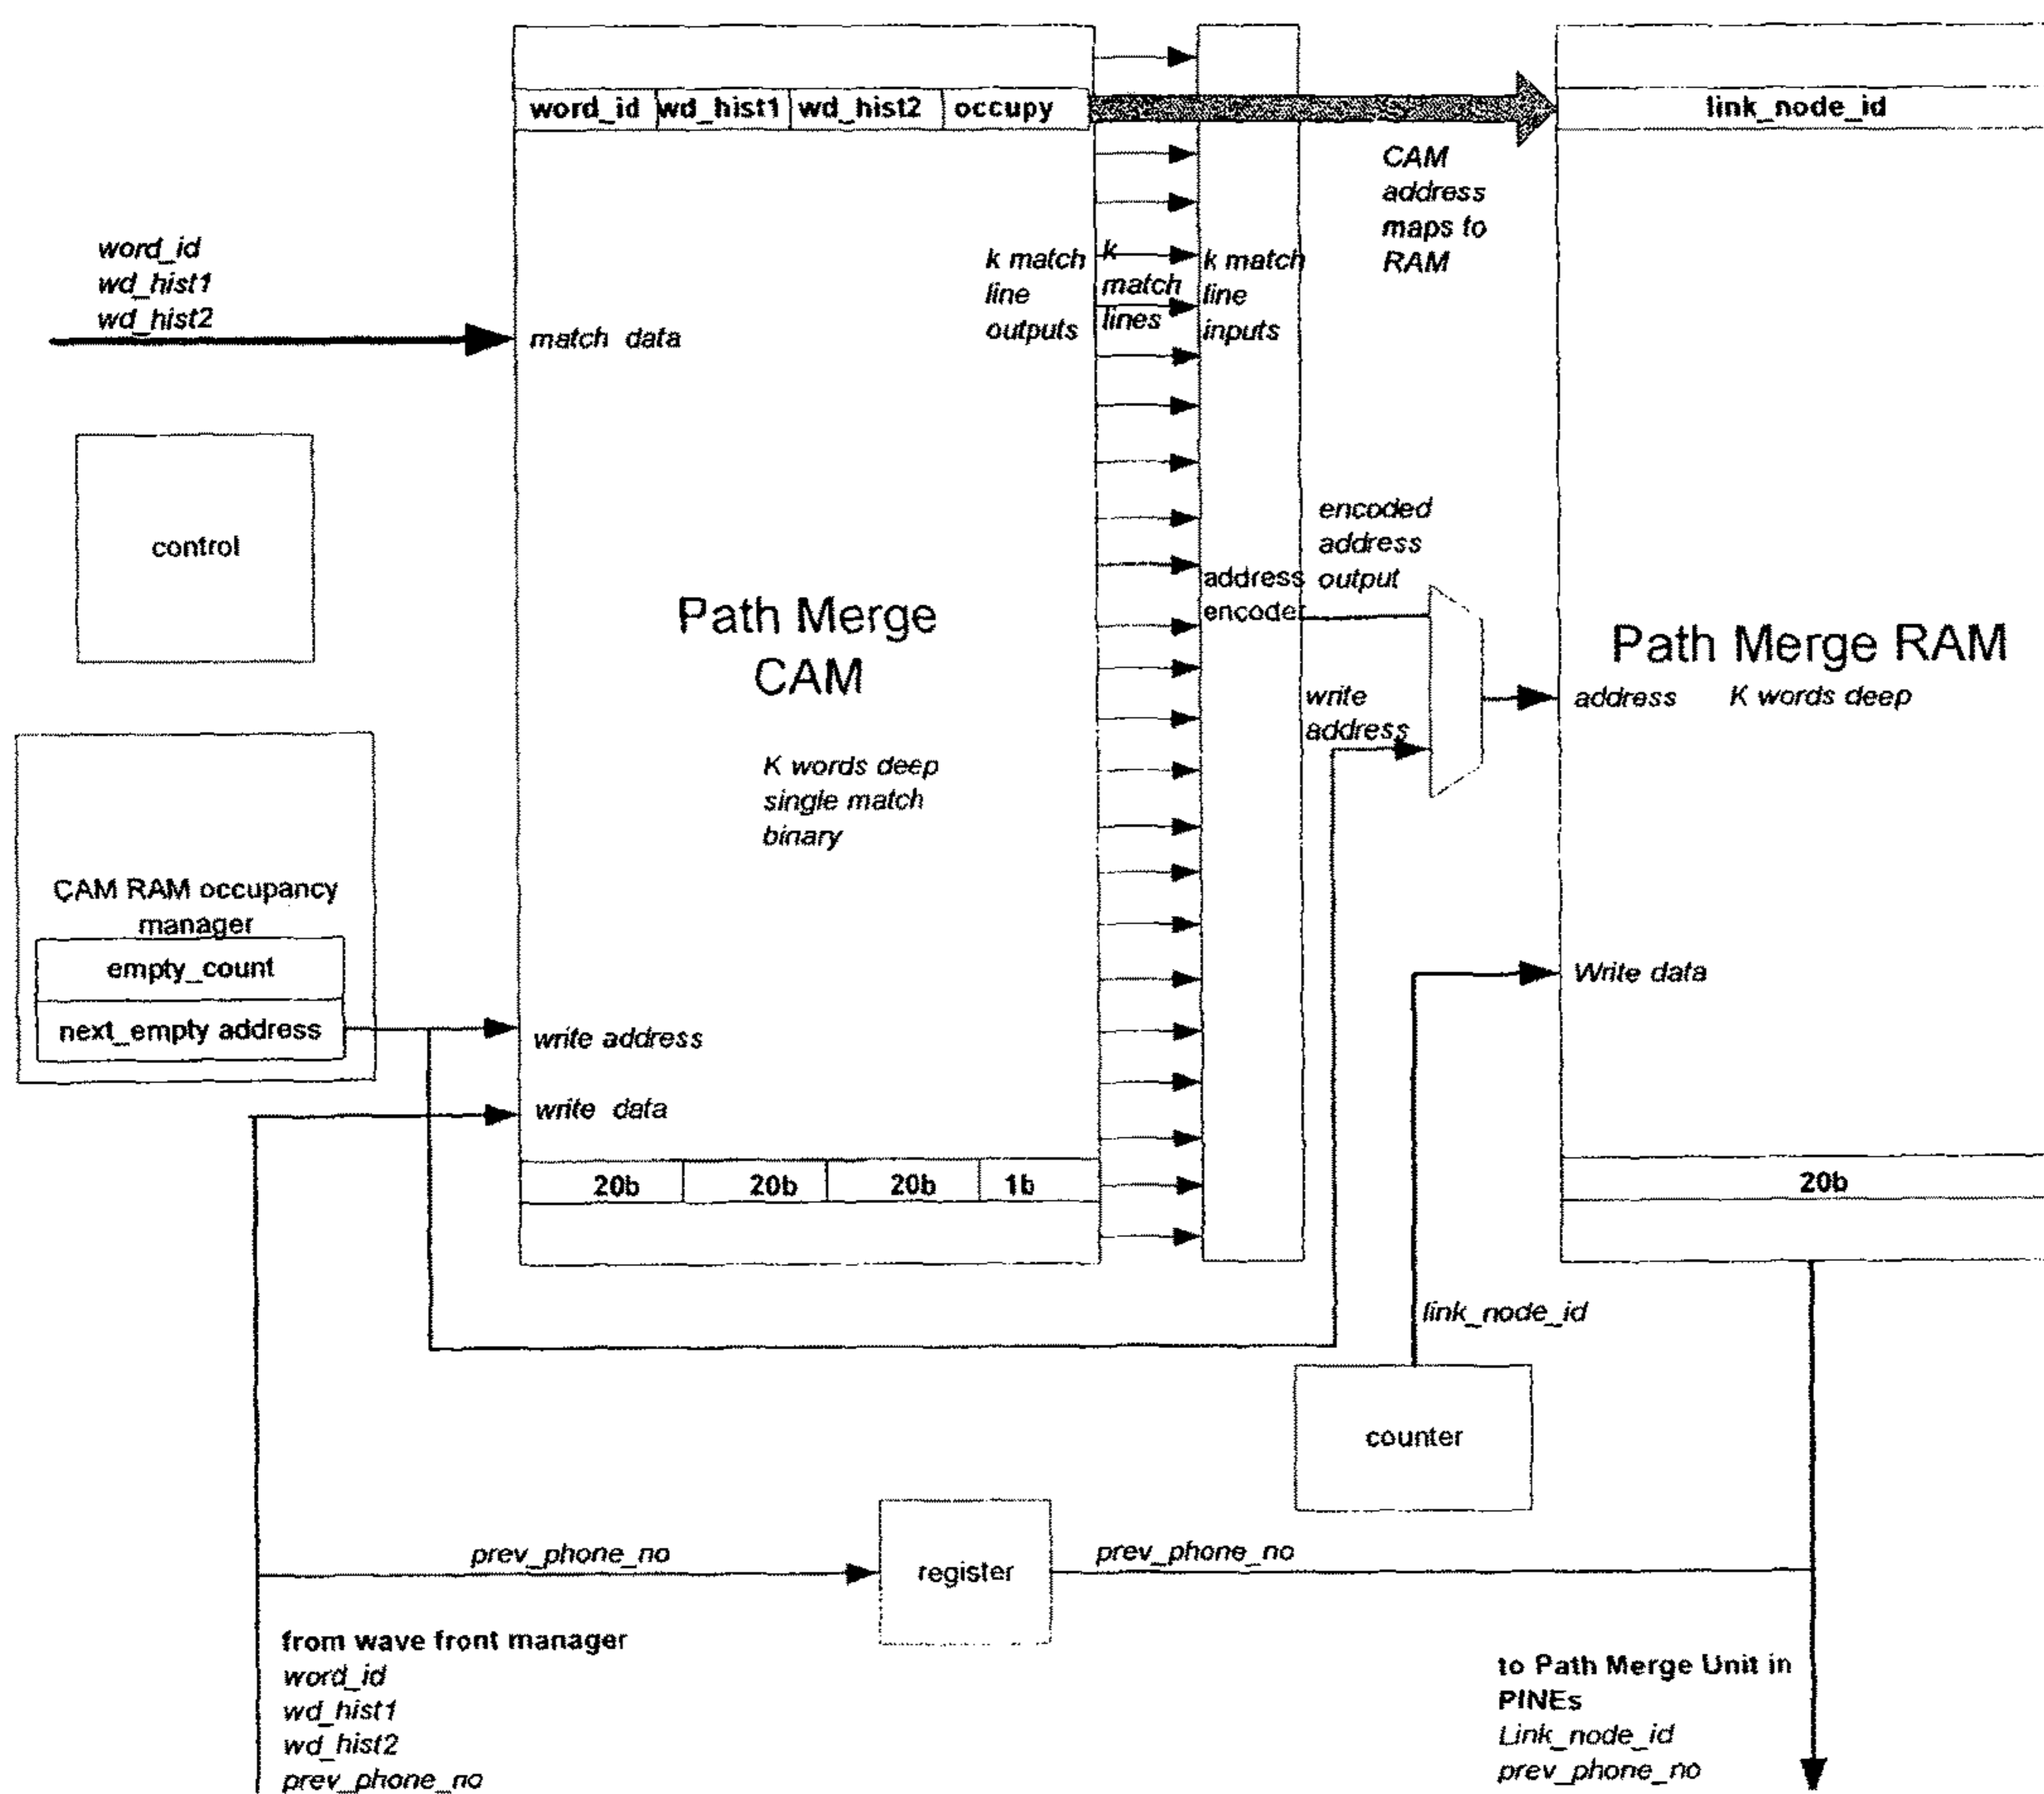 word_id wd_hist1 wd_hist2 occupy
link_node_id
CAM
address
maps to
RAM
word_id
wd_hist1
wd_hist2
match data
k match
line
outputs
k
match
lines
k match
line
inputs
control
encoded
address
output
address
encoder
Path Merge
CAM
K words deep
single match
binary
write
address
Path Merge RAM
address K words deep
CAM RAM occupancy
manager
empty_count
next_empty address
write address
write data
Write data
20b 20b 20b 1b
20b
link_node_id
counter
prev_phone_no
register
prev_phone_no
from wave front manager
word_id
wd_hist1
wd_hist2
prev_phone_no
to Path Merge Unit in
PINEs
Link_node_id
prev_phone_no